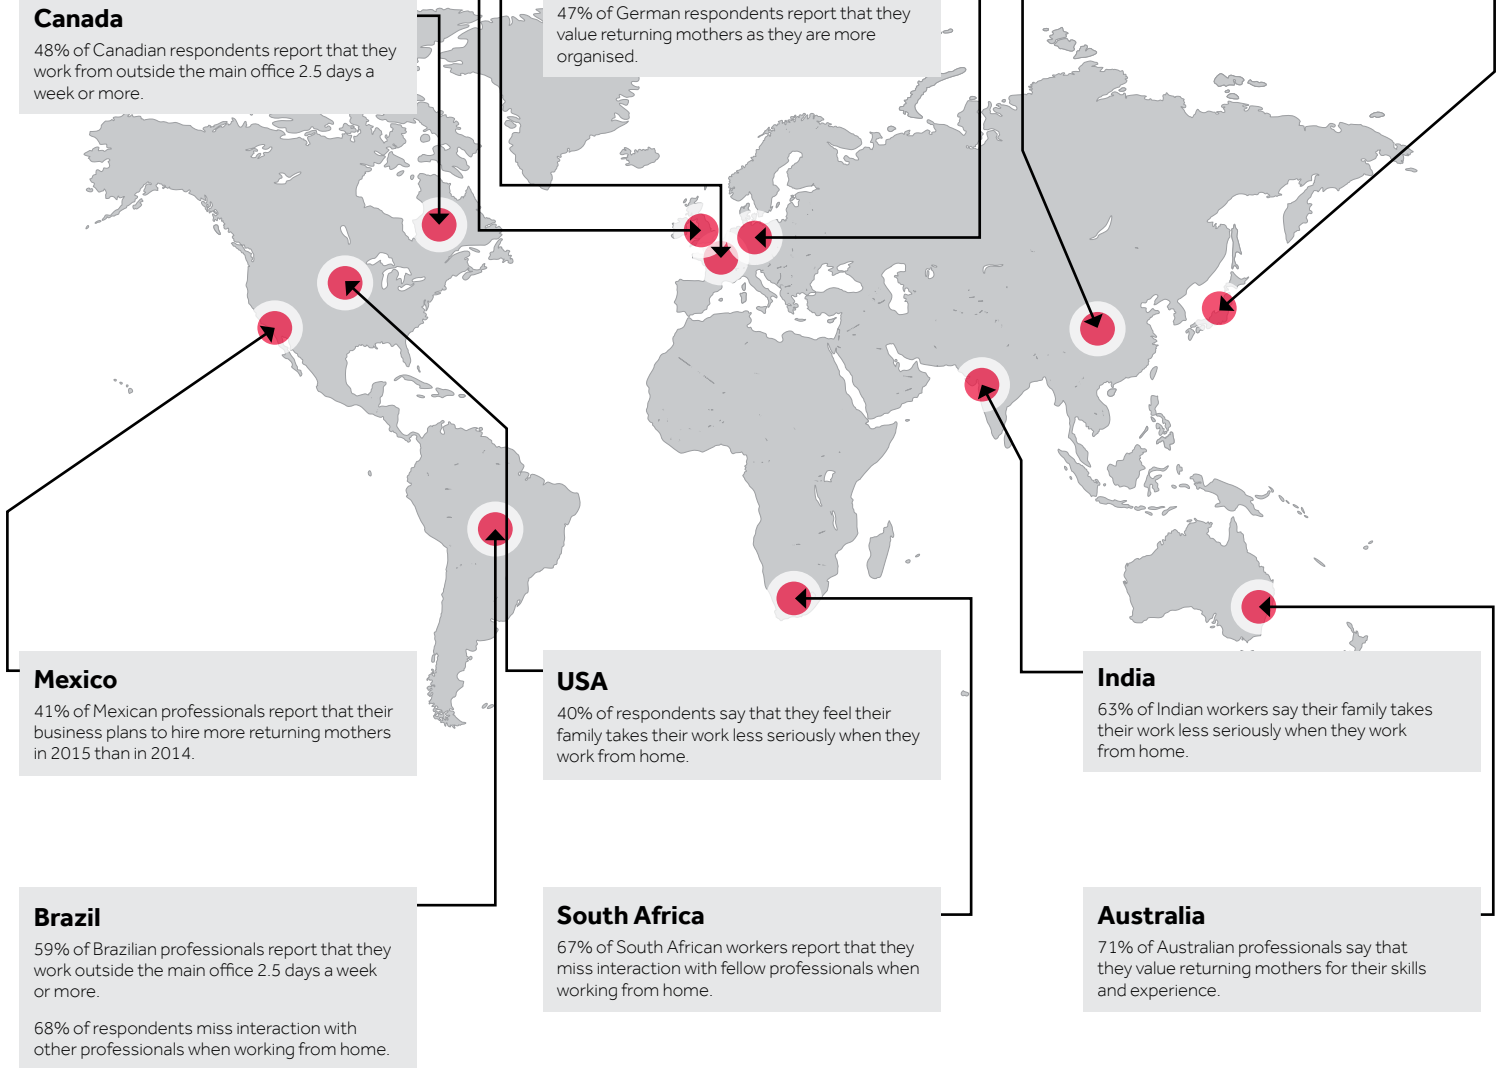 Canada
48% of Canadian respondents report that they
work from outside the main office 2.5 days a
week or more.
47% of German respondents report that they
value returning mothers as they are more
organised.
Mexico
41% of Mexican professionals report that their
business plans to hire more returning mothers
in 2015 than in 2014.
USA
40% of respondents say that they feel their
family takes their work less seriously when they
work from home.
India
63% of Indian workers say their family takes
their work less seriously when they work
from home.
Brazil
59% of Brazilian professionals report that they
work outside the main office 2.5 days a week
or more.
68% of respondents miss interaction with
other professionals when working from home.
South Africa
67% of South African workers report that they
miss interaction with fellow professionals when
working from home.
Australia
71% of Australian professionals say that
they value returning mothers for their skills
and experience.